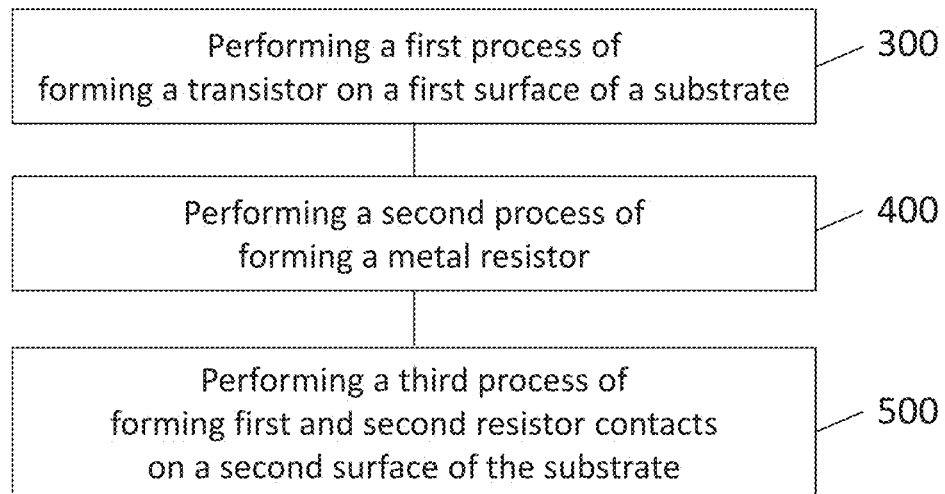 Performing a first process of
forming a transistor on a first surface of a substrate
300
Performing a second process of
forming a metal resistor
400
Performing a third process of
forming first and second resistor contacts
on a second surface of the substrate
500